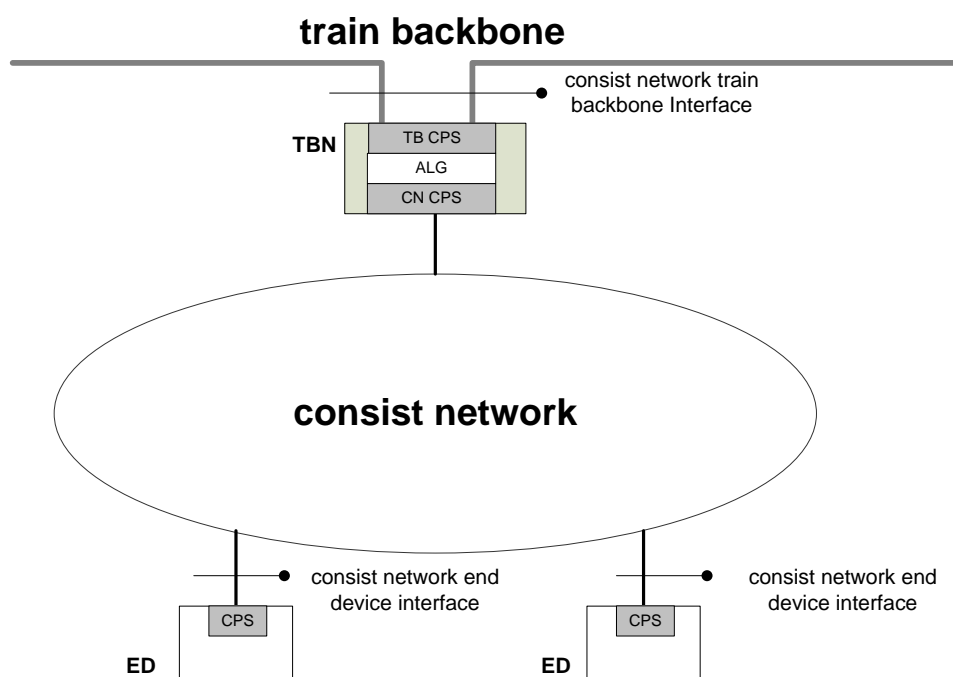 train backbone
consist network train
backbone Interface
TBN
TB CPS
ALG
CN CPS
consist network
consist network end
device interface
consist network end
device interface
CPS
CPS
ED
ED